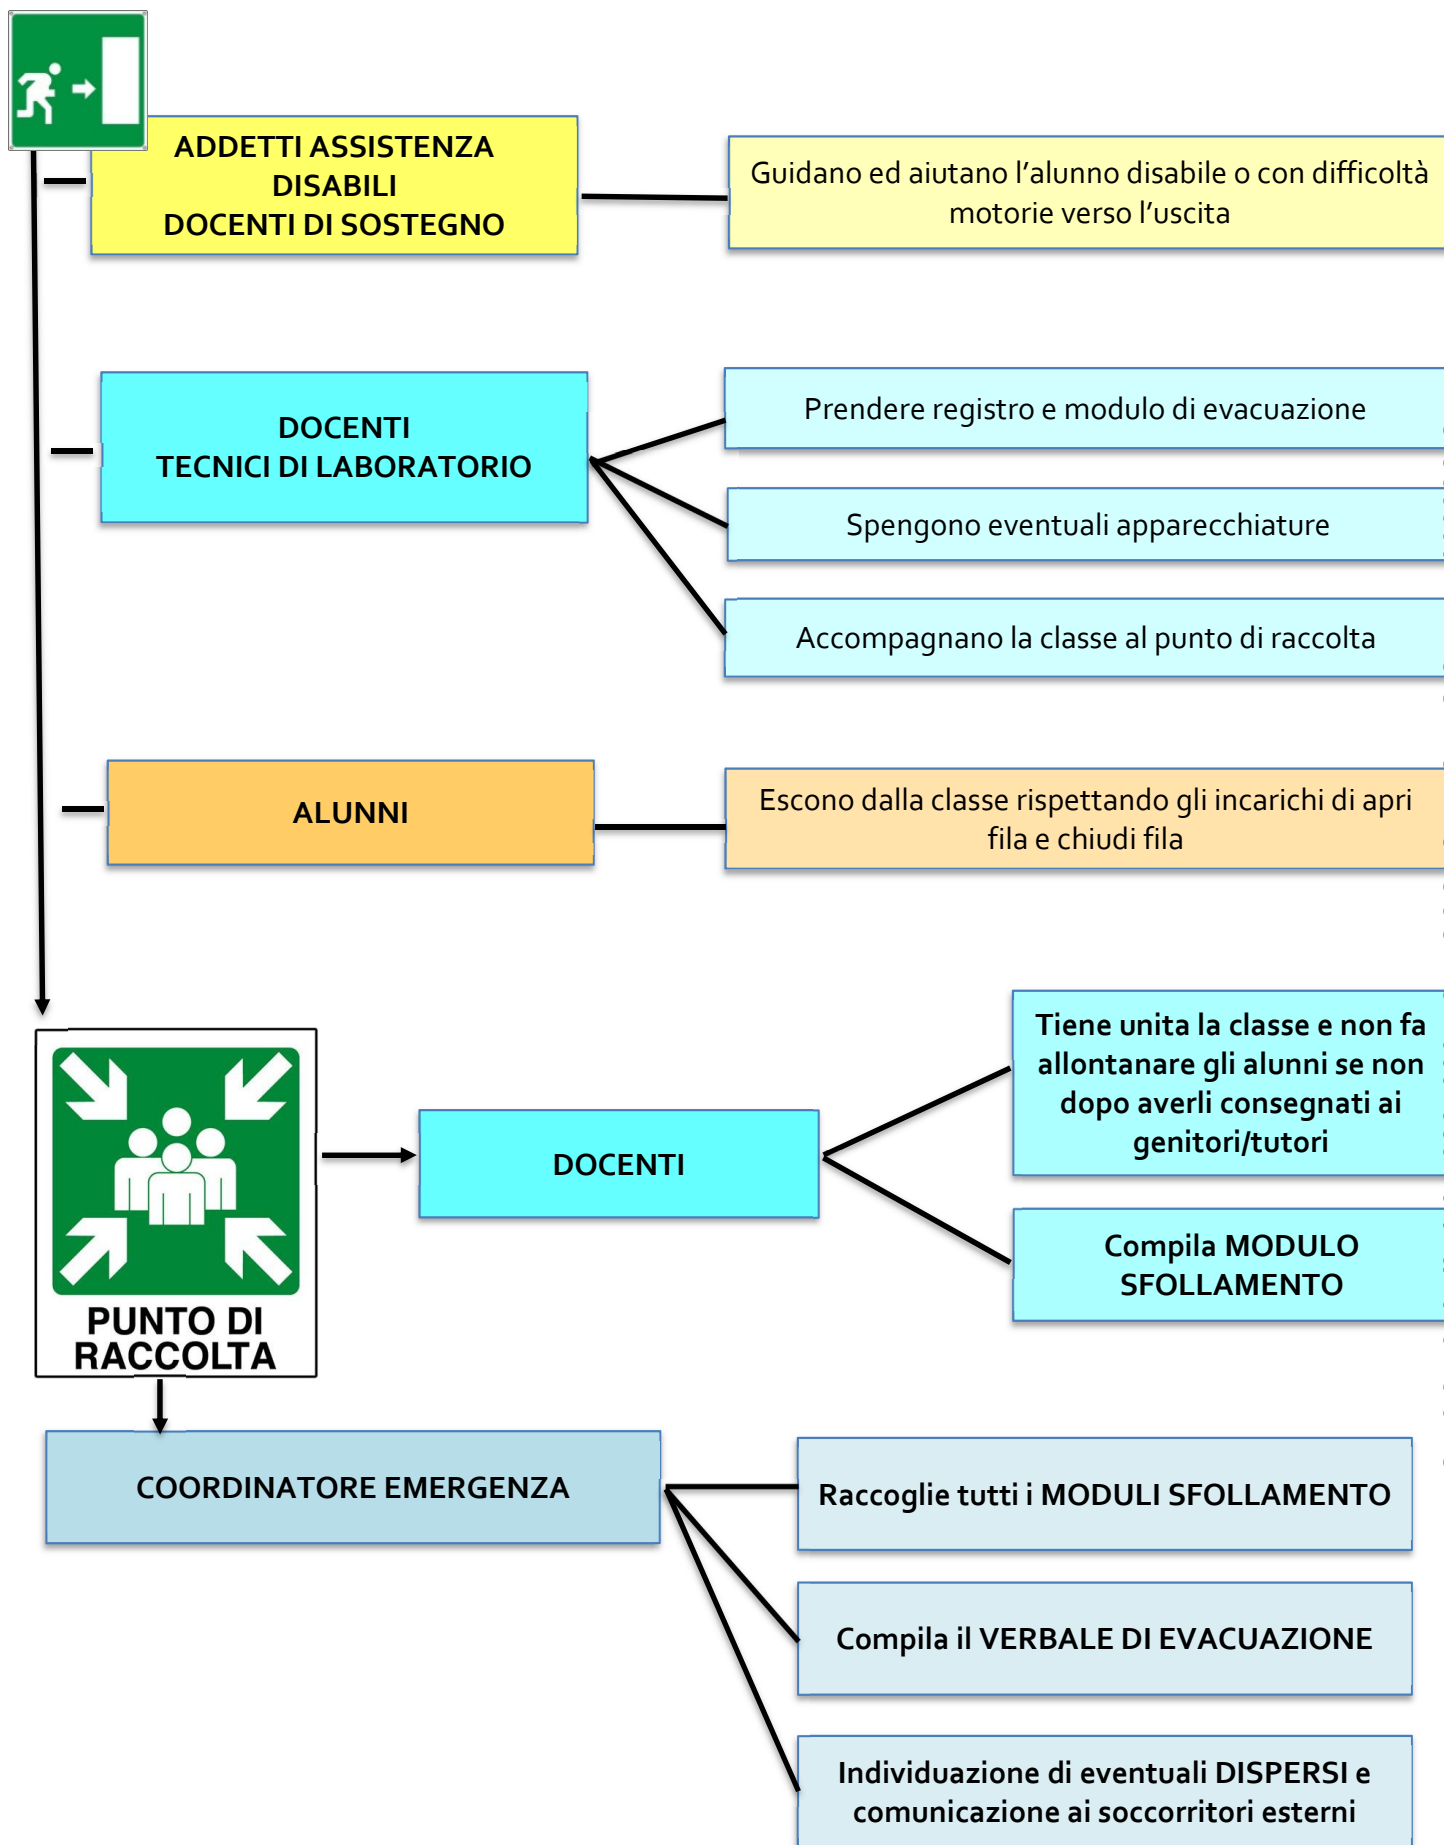 ADDETTI ASSISTENZA
DISABILI
DOCENTI DI SOSTEGNO
Guidano ed aiutano l'alunno disabile o con difficoltà
motorie verso l'uscita
DOCENTI
TECNICI DI LABORATORIO
Prendere registro e modulo di evacuazione
Spengono eventuali apparecchiature
Accompagnano la classe al punto di raccolta
ALUNNI
Escono dalla classe rispettando gli incarichi di apri
fila e chiudi fila
PUNTO DI
RACCOLTA
DOCENTI
Tiene unita la classe e non fa
allontanare gli alunni se non
dopo averli consegnati ai
genitori/tutori
Compila MODULO
SFOLLAMENTO
COORDINATORE EMERGENZA
Raccoglie tutti i MODULI SFOLLAMENTO
Compila il VERBALE DI EVACUAZIONE
Individuazione di eventuali DISPERSI e
comunicazione ai soccorritori esterni